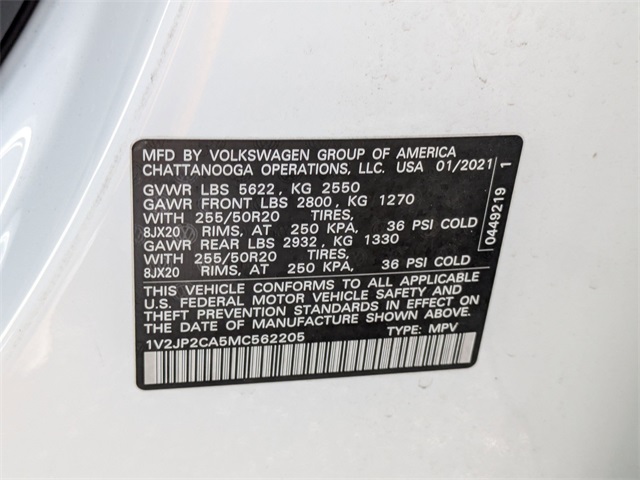 MFD BY VOLKSWAGEN GROUP OF AMERICA
CHATTANOOGA OPERATIONS, LLC. USA 01/2021
GVWR LBS 5622, KG 2550
GAWR FRONT LBS 2800, KG 1270
WITH 255/50R20 TIRES,
8JX20 RIMS, AT 250 KPA, 36 PSI COLD
GAWR REAR LBS 2932, KG 1330
WITH 255/50R20 TIRES,
8JX20 RIMS, AT 250 KPA, 36 PSI COLD
THIS VEHICLE CONFORMS TO ALL APPLICABLE
U.S. FEDERAL MOTOR VEHICLE SAFETY AND
THEFT PREVENTION STANDARDS IN EFFECT ON
THE DATE OF MANUFACTURE SHOWN ABOVE.
1V2JP2CA5MC562205 TYPE: MPV
0449219 1